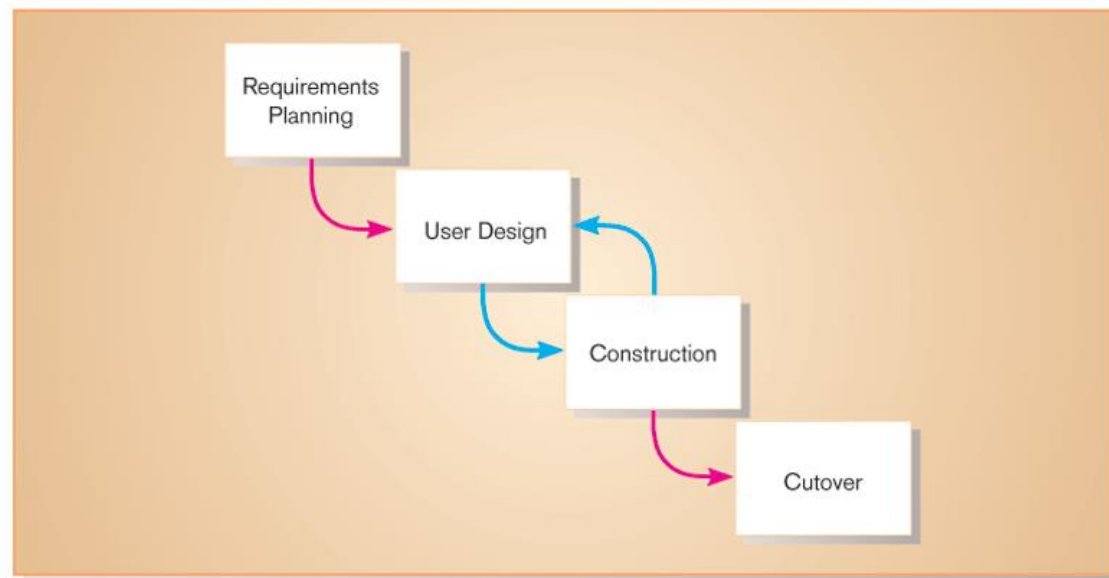 Requirements
Planning
User Design
Construction
Cutover